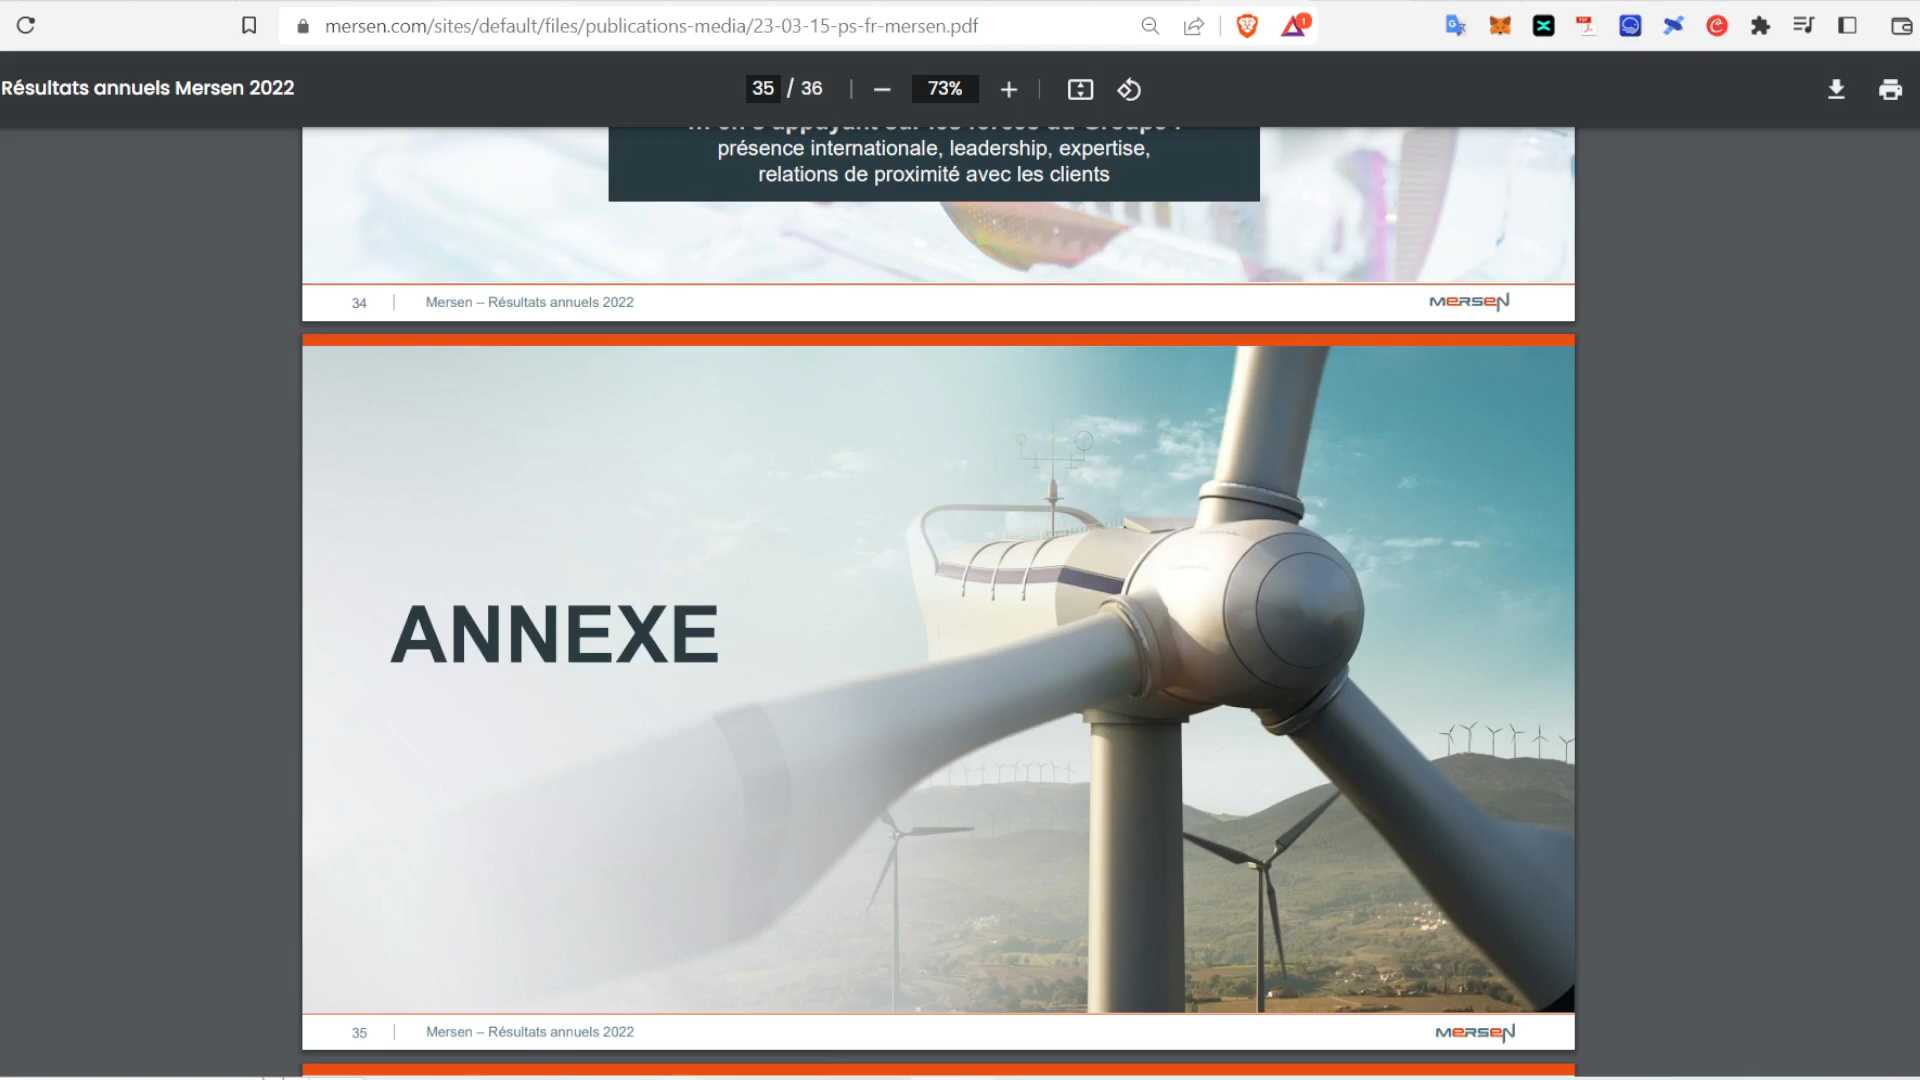 mersen.com/sites/default/files/publications-media/23-03-15-ps-fr-mersen.pdf
1
Résultats annuels Mersen 2022
35 / 36
73%
présence internationale, leadership, expertise,
relations de proximité avec les clients
34
Mersen – Résultats annuels 2022
MERSEN
ANNEXE
35
Mersen – Résultats annuels 2022
MERSEN